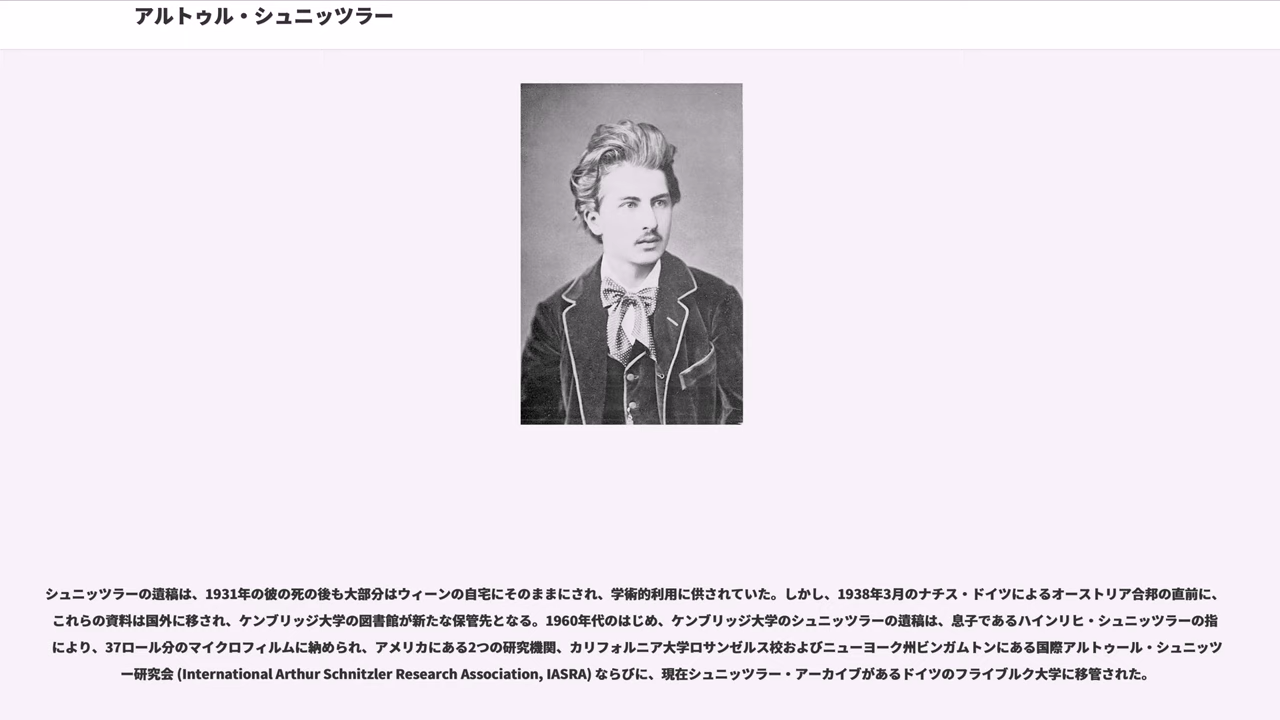 アルトゥル・シュニッツラー
シュニッツラーの遺稿は、1931年の彼の死の後も大部分はウィーンの自宅にそのままにされ、学術的利用に供されていた。しかし、1938年3月のナチス・ドイツによるオーストリア合邦の直前に、
これらの資料は国外に移され、ケンブリッジ大学の図書館が新たな保管先となる。1960年代のはじめ、ケンブリッジ大学のシュニッツラーの遺稿は、息子であるハインリヒ・シュニッツラーの指
により、37ロール分のマイクロフィルムに納められ、アメリカにある2つの研究機関、カリフォルニア大学ロサンゼルス校およびニューヨーク州ビンガムトンにある国際アルトゥール・シュニッツ
ー研究会 (International Arthur Schnitzler Research Association, IASRA) ならびに、現在シュニッツラー・アーカイブがあるドイツのフライブルク大学に移管された。